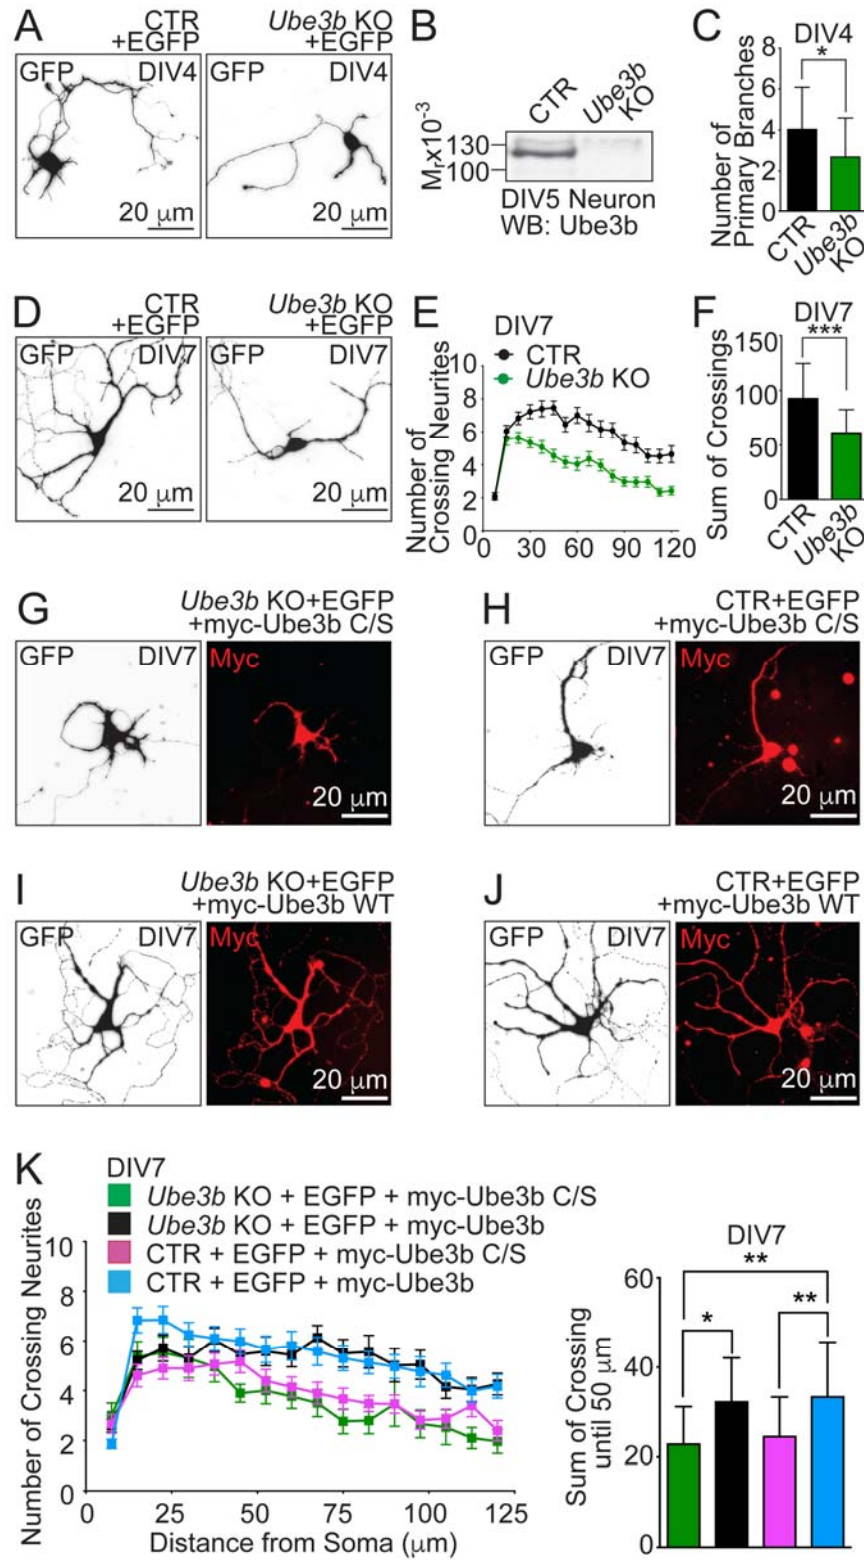 A
CTR
+EGFP
Ube3b KO
+EGFP
GFP DIV4
GFP DIV4
20 µm
20 µm
B
CTR
Ube3b
KO
Mrx10-3
130
100
DIV5 Neuron
WB: Ube3b
C
DIV4
*
Number of
Primary Branches
8
6
4
2
0
CTR
Ube3b
KO
D
CTR
+EGFP
Ube3b KO
+EGFP
GFP DIV7
GFP DIV7
20 µm
20 µm
E
DIV7
CTR
Ube3b KO
Number of
Crossing Neurites
10
8
6
4
2
0
0 30 60 90 120
F
DIV7
***
Sum of Crossings
150
100
50
0
CTR
Ube3b
KO
G
Ube3b KO+EGFP
+myc-Ube3b C/S
GFP DIV7
Myc
20 µm
H
CTR+EGFP
+myc-Ube3b C/S
GFP DIV7
Myc
20 µm
I
Ube3b KO+EGFP
+myc-Ube3b WT
GFP DIV7
Myc
20 µm
J
CTR+EGFP
+myc-Ube3b WT
GFP DIV7
Myc
20 µm
K
DIV7
Ube3b KO + EGFP + myc-Ube3b C/S
Ube3b KO + EGFP + myc-Ube3b
CTR + EGFP + myc-Ube3b C/S
CTR + EGFP + myc-Ube3b
Number of Crossing Neurites
10
8
6
4
2
0
0 25 50 75 100 125
Distance from Soma (µm)
DIV7
**
**
*
Sum of Crossing
until 50 µm
60
40
20
0